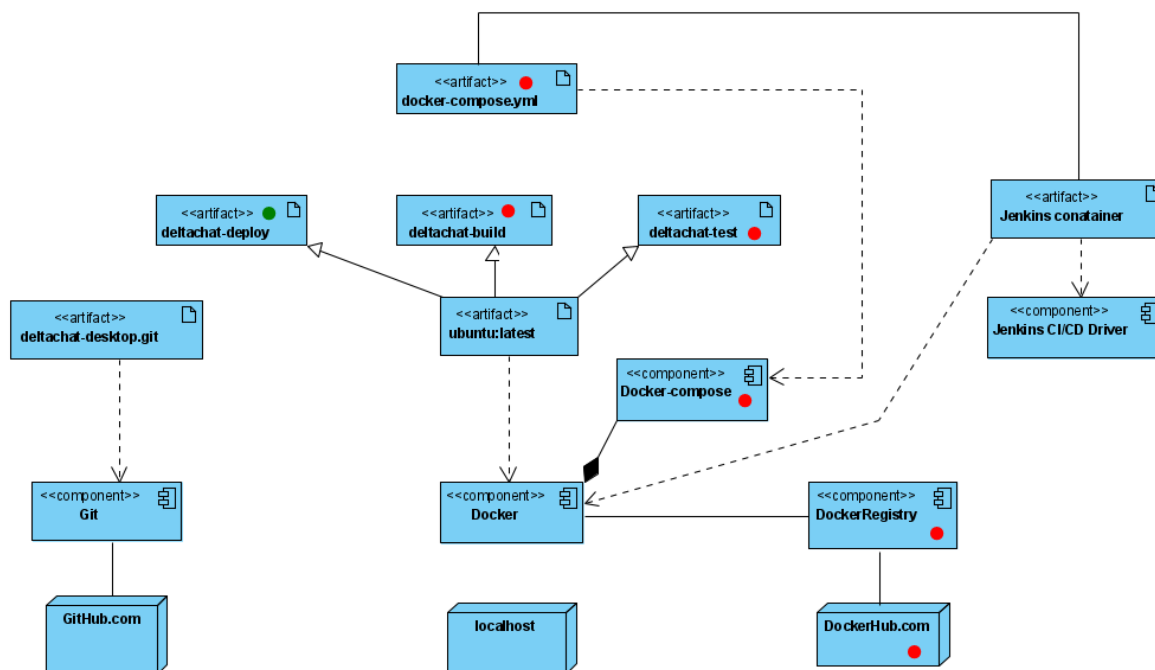 <<artifact>>
docker-compose.yml
<<artifact>>
deltachat-deploy
<<artifact>>
deltachat-build
<<artifact>>
deltachat-test
<<artifact>>
Jenkins conatainer
<<artifact>>
deltachat-desktop.git
<<artifact>>
ubuntu:latest
<<component>>
Jenkins CI/CD Driver
<<component>>
Docker-compose
<<component>>
Git
<<component>>
Docker
<<component>>
DockerRegistry
GitHub.com
localhost
DockerHub.com